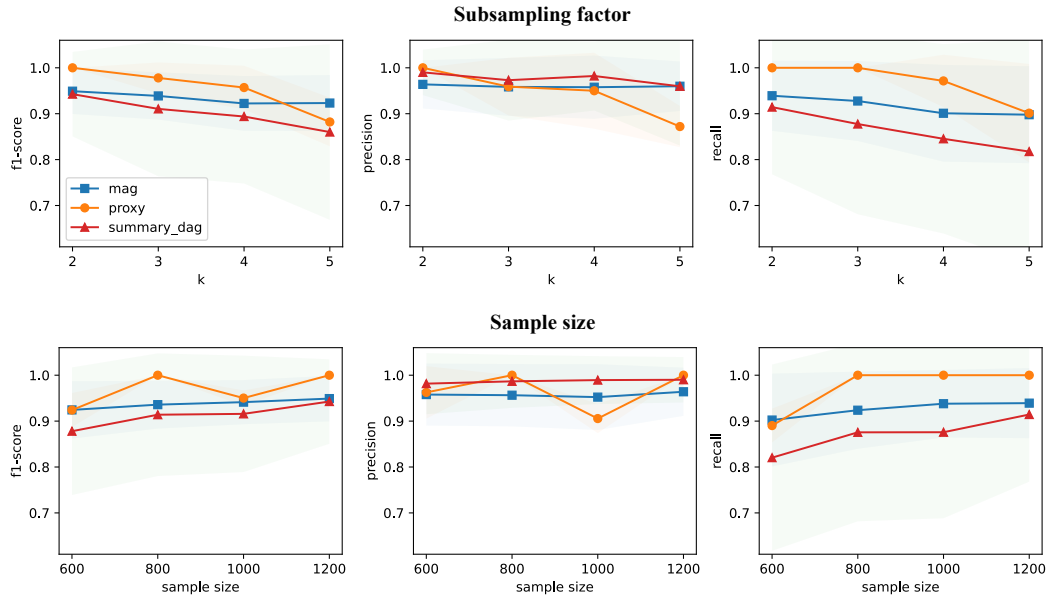 Subsampling factor
f1-score
1.0
0.9
0.8
0.7
mag
proxy
summary_dag
2 3 4 5
k
precision
1.0
0.9
0.8
0.7
2 3 4 5
k
recall
1.0
0.9
0.8
0.7
2 3 4 5
k
Sample size
f1-score
1.0
0.9
0.8
0.7
600 800 1000 1200
sample size
precision
1.0
0.9
0.8
0.7
600 800 1000 1200
sample size
recall
1.0
0.9
0.8
0.7
600 800 1000 1200
sample size